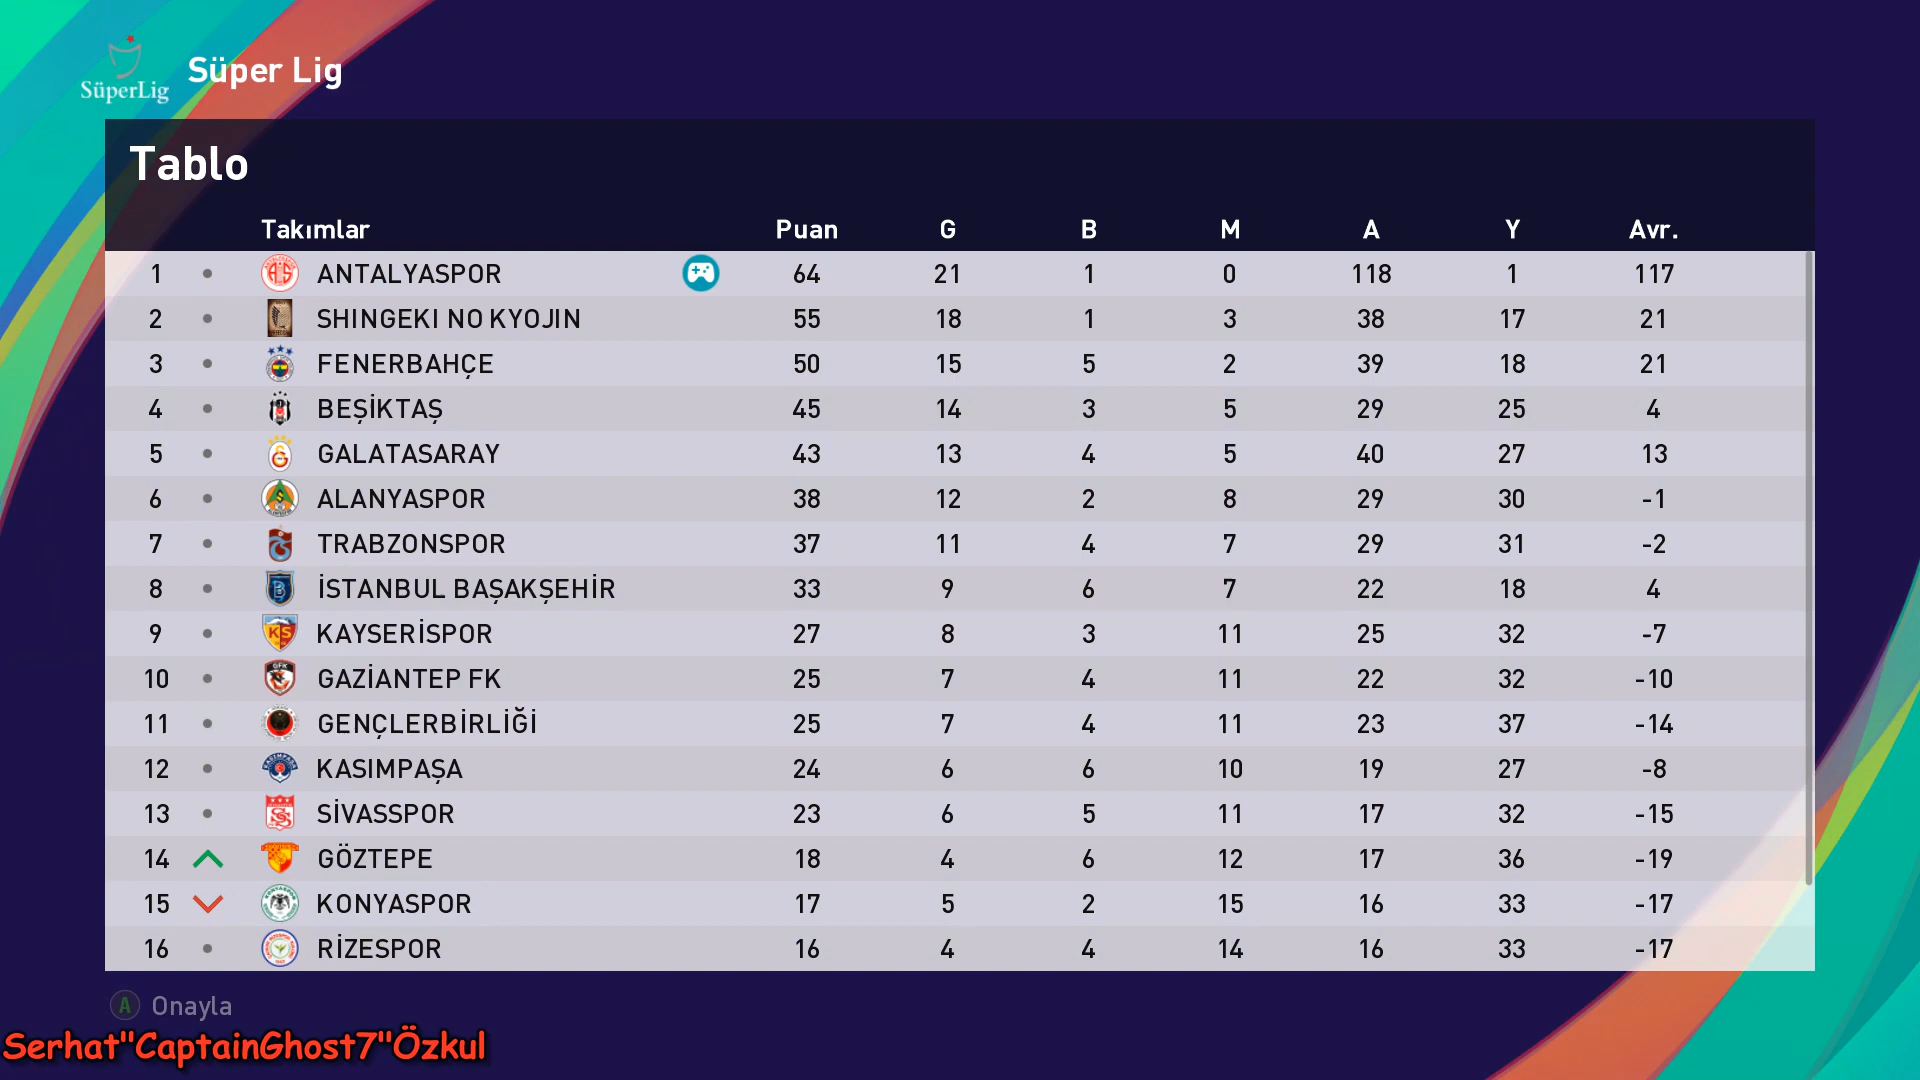 SüperLig Süper Lig
Tablo
Takımlar Puan G B M A Y Avr.
1 ANTALYASPOR 64 21 1 0 118 1 117
2 SHINGEKI NO KYOJIN 55 18 1 3 38 17 21
3 FENERBAHÇE 50 15 5 2 39 18 21
4 BEŞİKTAŞ 45 14 3 5 29 25 4
5 GALATASARAY 43 13 4 5 40 27 13
6 ALANYASPOR 38 12 2 8 29 30 -1
7 TRABZONSPOR 37 11 4 7 29 31 -2
8 İSTANBUL BAŞAKŞEHİR 33 9 6 7 22 18 4
9 KAYSERİSPOR 27 8 3 11 25 32 -7
10 GAZİANTEP FK 25 7 4 11 22 32 -10
11 GENÇLERBİRLİĞİ 25 7 4 11 23 37 -14
12 KASIMPAŞA 24 6 6 10 19 27 -8
13 SİVASSPOR 23 6 5 11 17 32 -15
14 GÖZTEPE 18 4 6 12 17 36 -19
15 KONYASPOR 17 5 2 15 16 33 -17
16 RİZESPOR 16 4 4 14 16 33 -17
A Onayla
Serhat"CaptainGhost7"Özkul